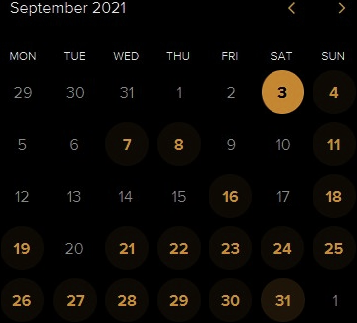 September 2021 < >
MON TUE WED THU FRI SAT SUN
29 30 31 1 2 3 4
5 6 7 8 9 10 11
12 13 14 15 16 17 18
19 20 21 22 23 24 25
26 27 28 29 30 31 1